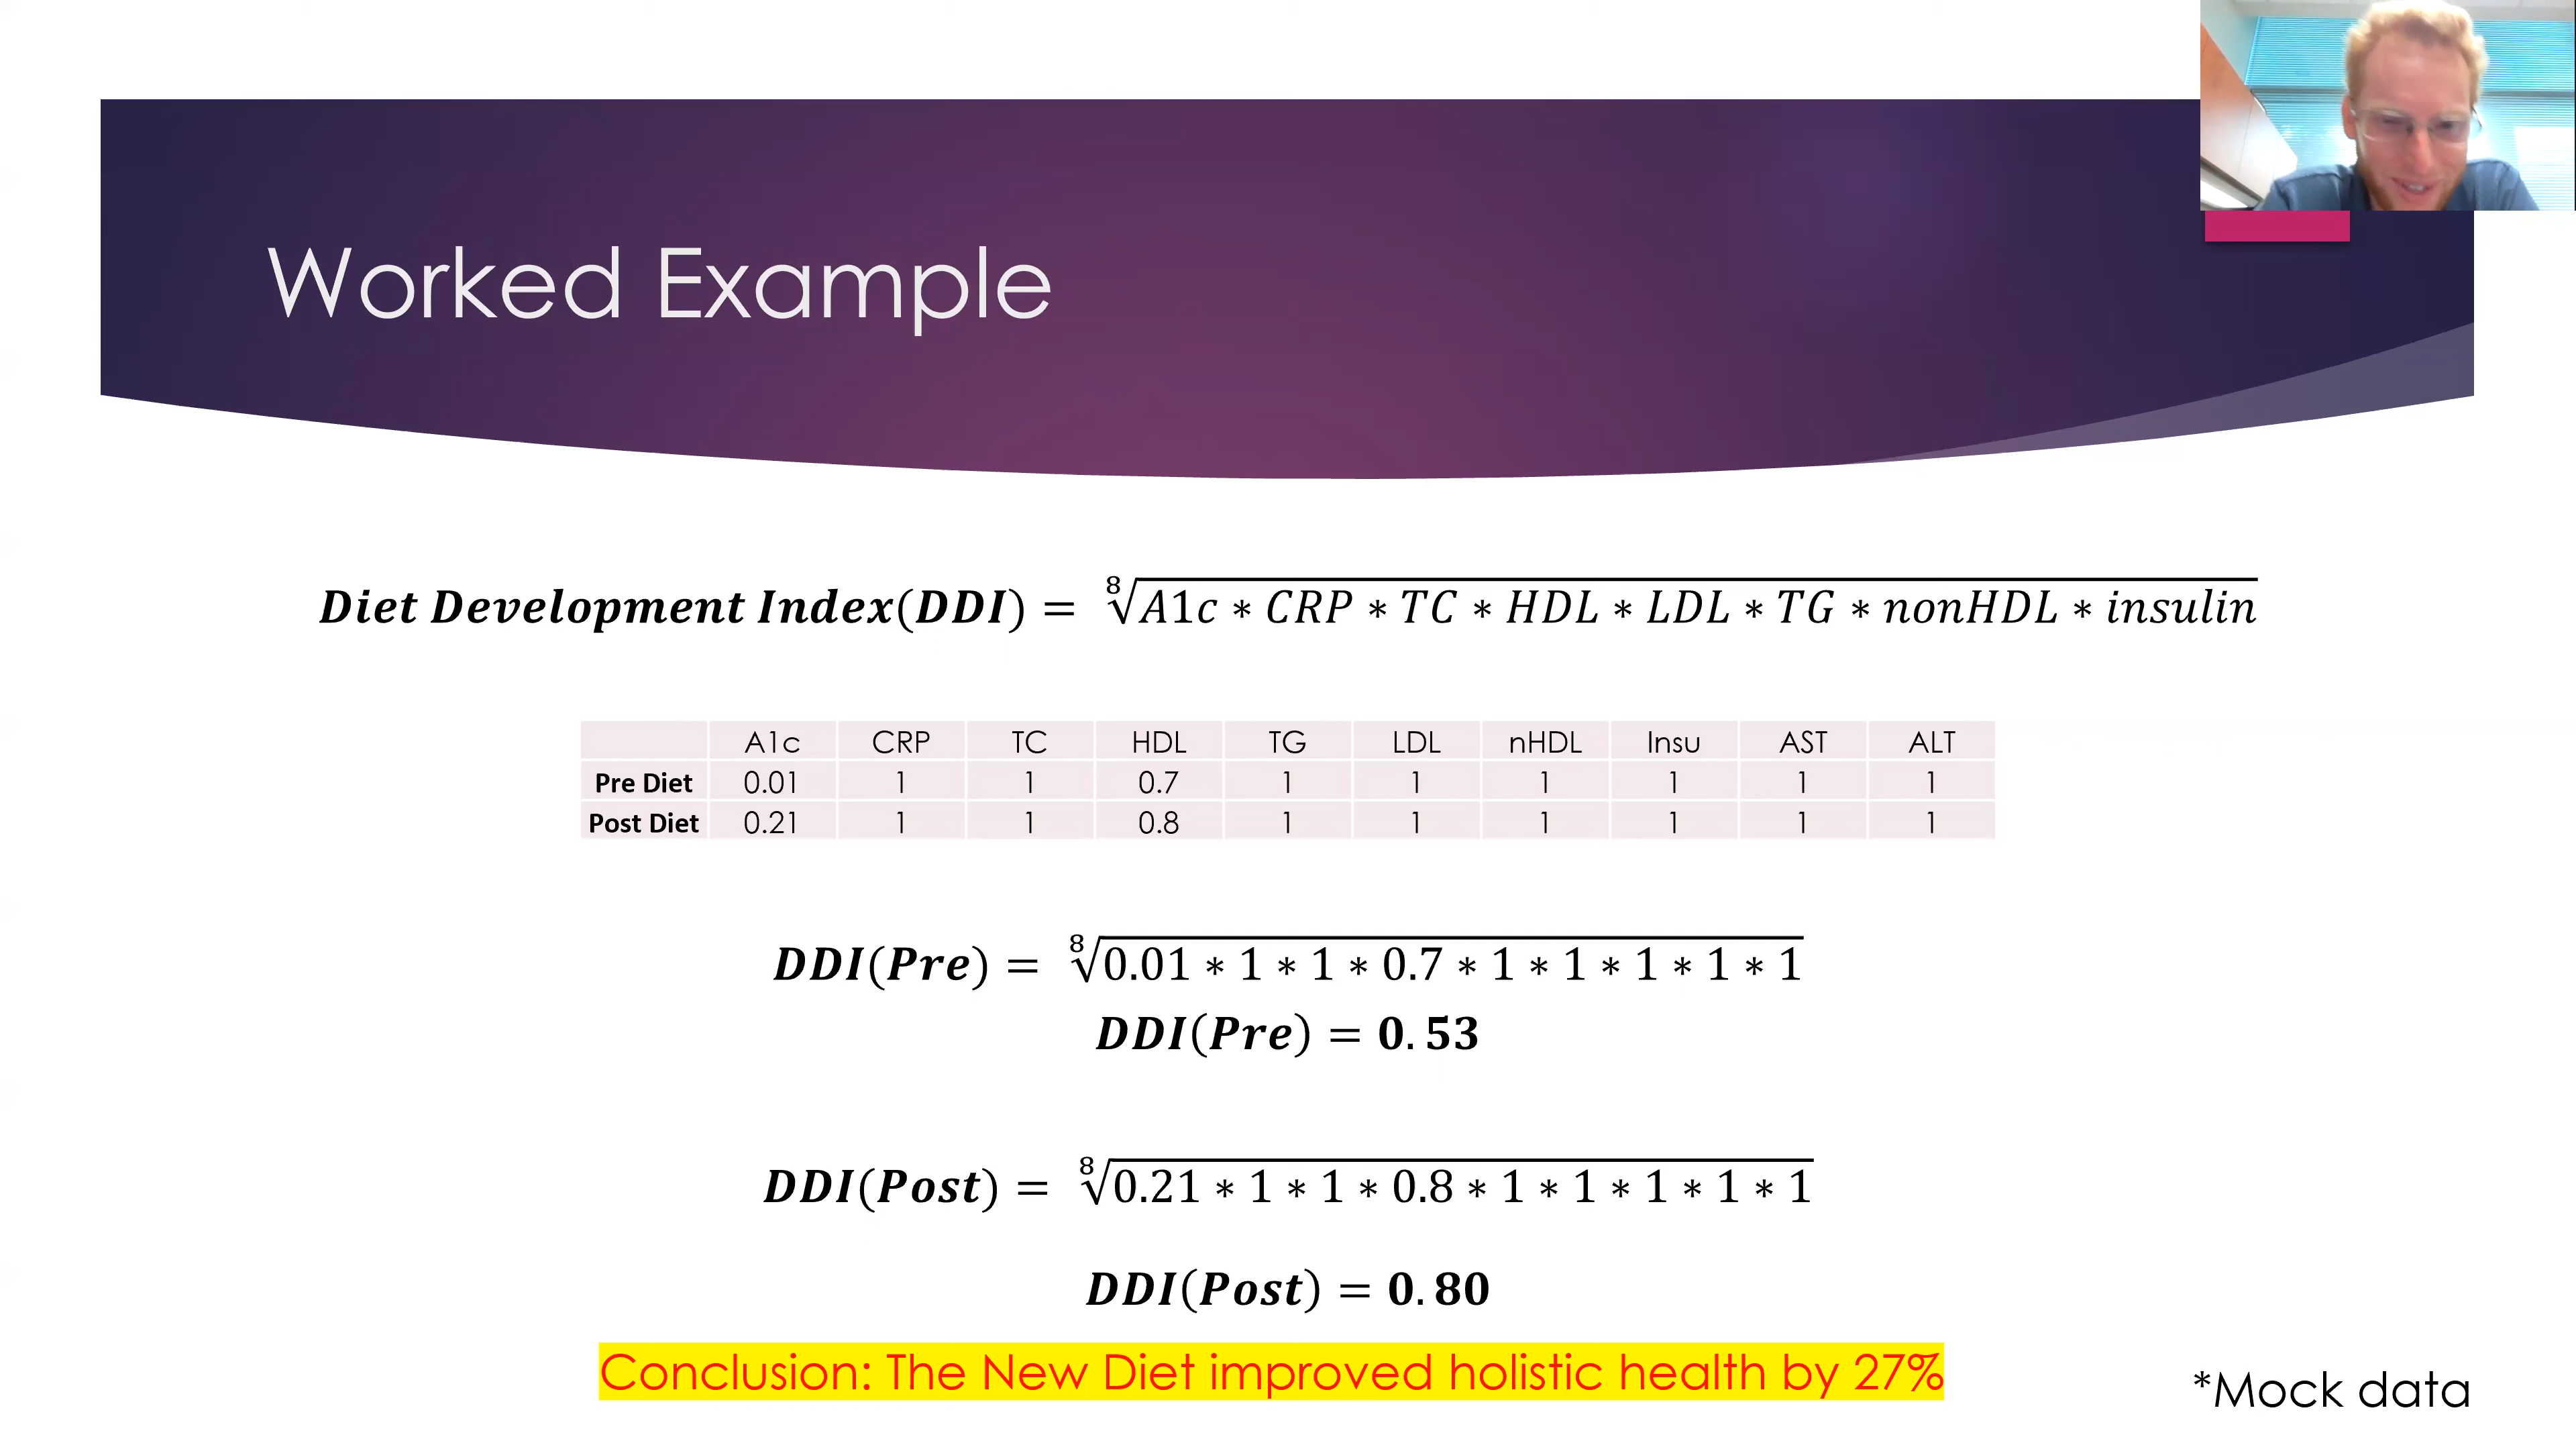 Worked Example
Diet Development Index(DDI) = ⁸√A1c ∗ CRP ∗ TC ∗ HDL ∗ LDL ∗ TG ∗ nonHDL ∗ insulin
A1c CRP TC HDL TG LDL nHDL Insu AST ALT
Pre Diet 0.01 1 1 0.7 1 1 1 1 1 1
Post Diet 0.21 1 1 0.8 1 1 1 1 1 1
DDI(Pre) = ⁸√0.01 ∗ 1 ∗ 1 ∗ 0.7 ∗ 1 ∗ 1 ∗ 1 ∗ 1 ∗ 1
DDI(Pre) = 0.53
DDI(Post) = ⁸√0.21 ∗ 1 ∗ 1 ∗ 0.8 ∗ 1 ∗ 1 ∗ 1 ∗ 1 ∗ 1
DDI(Post) = 0.80
Conclusion: The New Diet improved holistic health by 27%
*Mock data